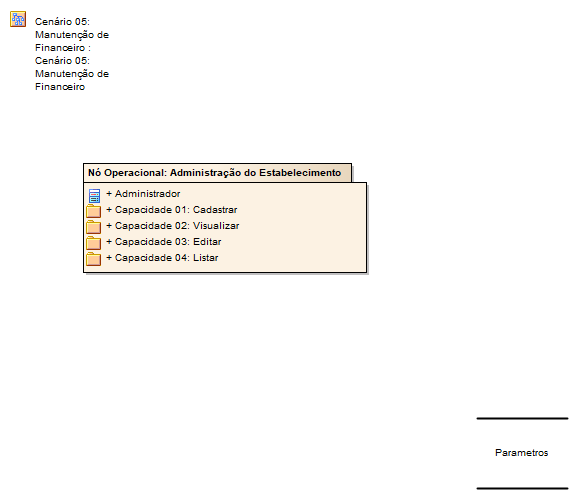 Cenário 05:
Manutenção de
Financeiro :
Cenário 05:
Manutenção de
Financeiro
Nó Operacional: Administração do Estabelecimento
+ Administrador
+ Capacidade 01: Cadastrar
+ Capacidade 02: Visualizar
+ Capacidade 03: Editar
+ Capacidade 04: Listar
Parametros